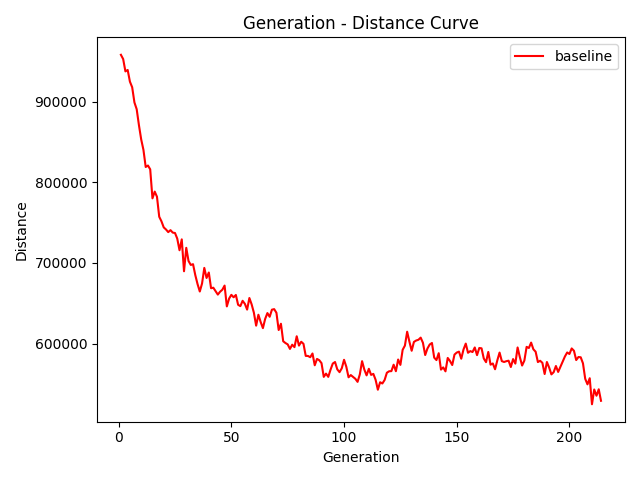 Generation - Distance Curve
baseline
900000
800000
700000
600000
Distance
0 50 100 150 200
Generation